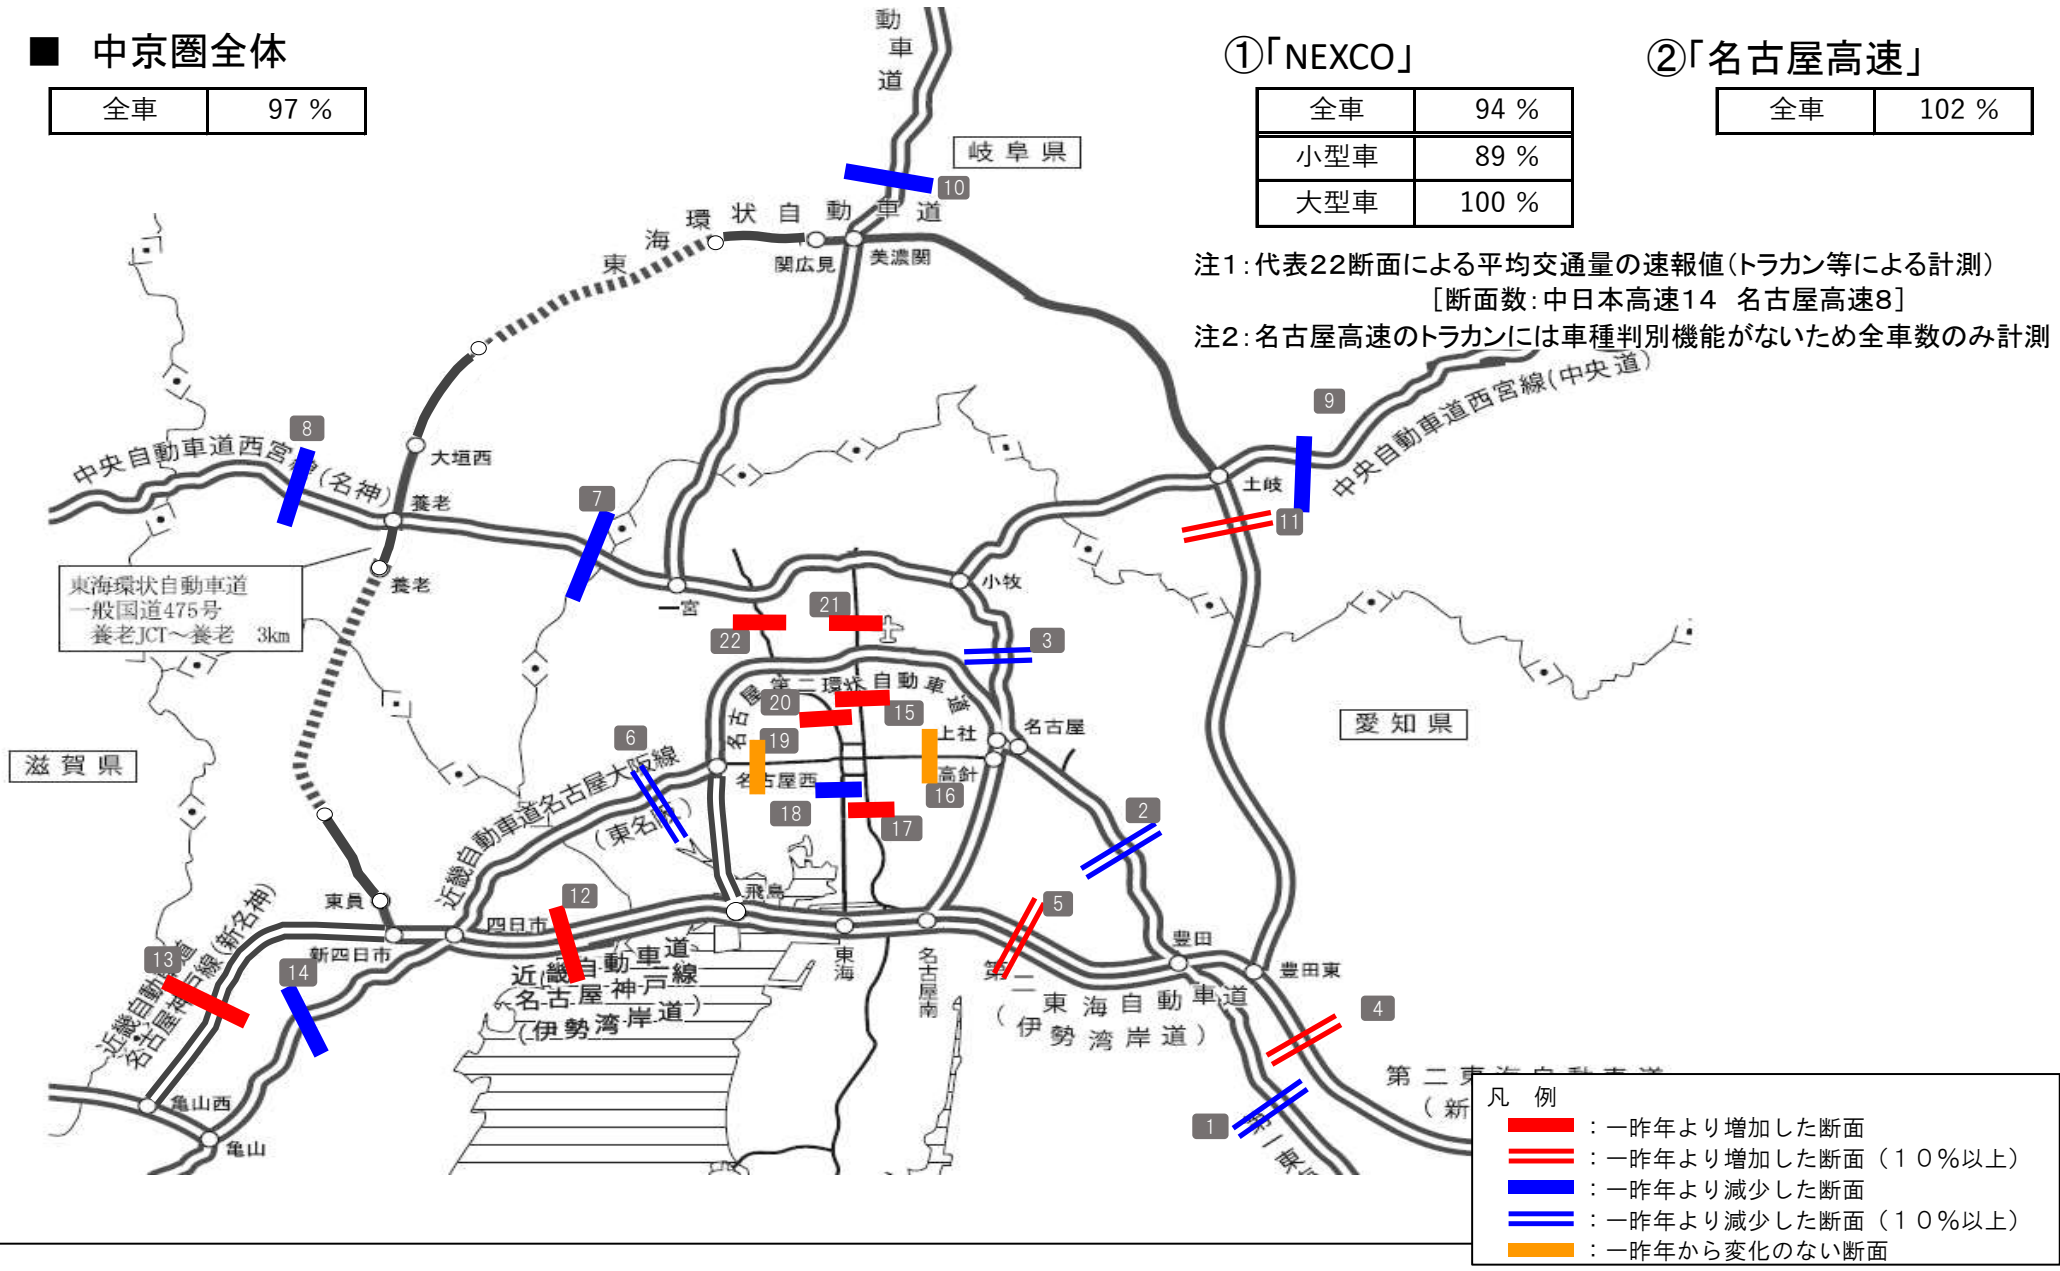 ■ 中京圏全体
全車 97 %
①「NEXCO」
全車 94 %
小型車 89 %
大型車 100 %
②「名古屋高速」
全車 102 %
注1：代表22断面による平均交通量の速報値（トラカン等による計測）
［断面数：中日本高速14 名古屋高速8］
注2：名古屋高速のトラカンには車種判別機能がないため全車数のみ計測
動車道
岐阜県
10
東海環状自動車道
関広見
美濃関
9
中央自動車道西宮線(中央道)
8
中央自動車道西宮線(名神)
大垣西
養老
7
土岐
11
養老
東海環状自動車道
一般国道475号
養老JCT～養老 3km
一宮
小牧
21
22
3
名古屋第二環状自動車道
20
15
19
上社
名古屋
愛知県
滋賀県
6
近畿自動車道名古屋大阪線
(東名阪)
名古屋西
高針
16
18
17
2
東員
12
飛島
5
四日市
新四日市
13
14
近畿自動車道
名古屋神戸線(新名神)
近畿自動車道
名古屋神戸線
(伊勢湾岸道)
東海
名古屋南
豊田
豊田東
第二東海自動車道
(伊勢湾岸道)
4
1
亀山西
亀山
第二東海自動車道
(新
第一東
凡 例
：一昨年より増加した断面
：一昨年より増加した断面（１０％以上）
：一昨年より減少した断面
：一昨年より減少した断面（１０％以上）
：一昨年から変化のない断面